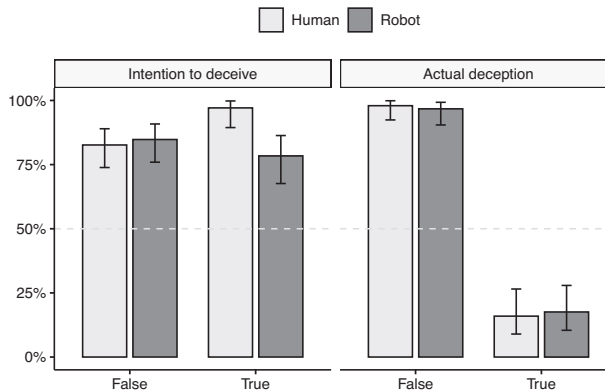 Human Robot
Intention to deceive Actual deception
100%
75%
50%
25%
0%
False True False True